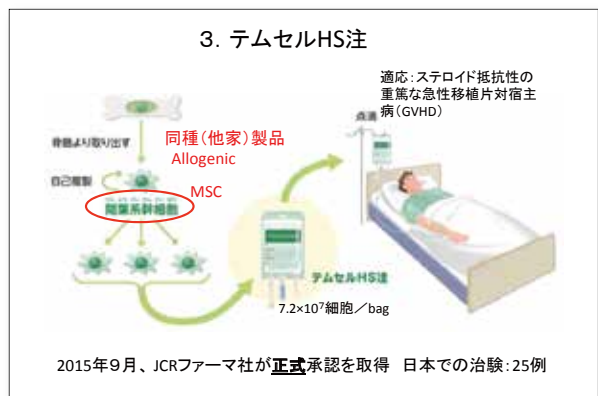 3. テムセルHS注
適応:ステロイド抵抗性の
重篤な急性移植片対宿主
病(GVHD)
点滴
骨髄より取り出す
同種(他家)製品
Allogenic
自己複製
MSC
間葉系幹細胞
テムセルHS注
7.2×10⁷細胞/bag
2015年9月、JCRファーマ社が正式承認を取得 日本での治験:25例